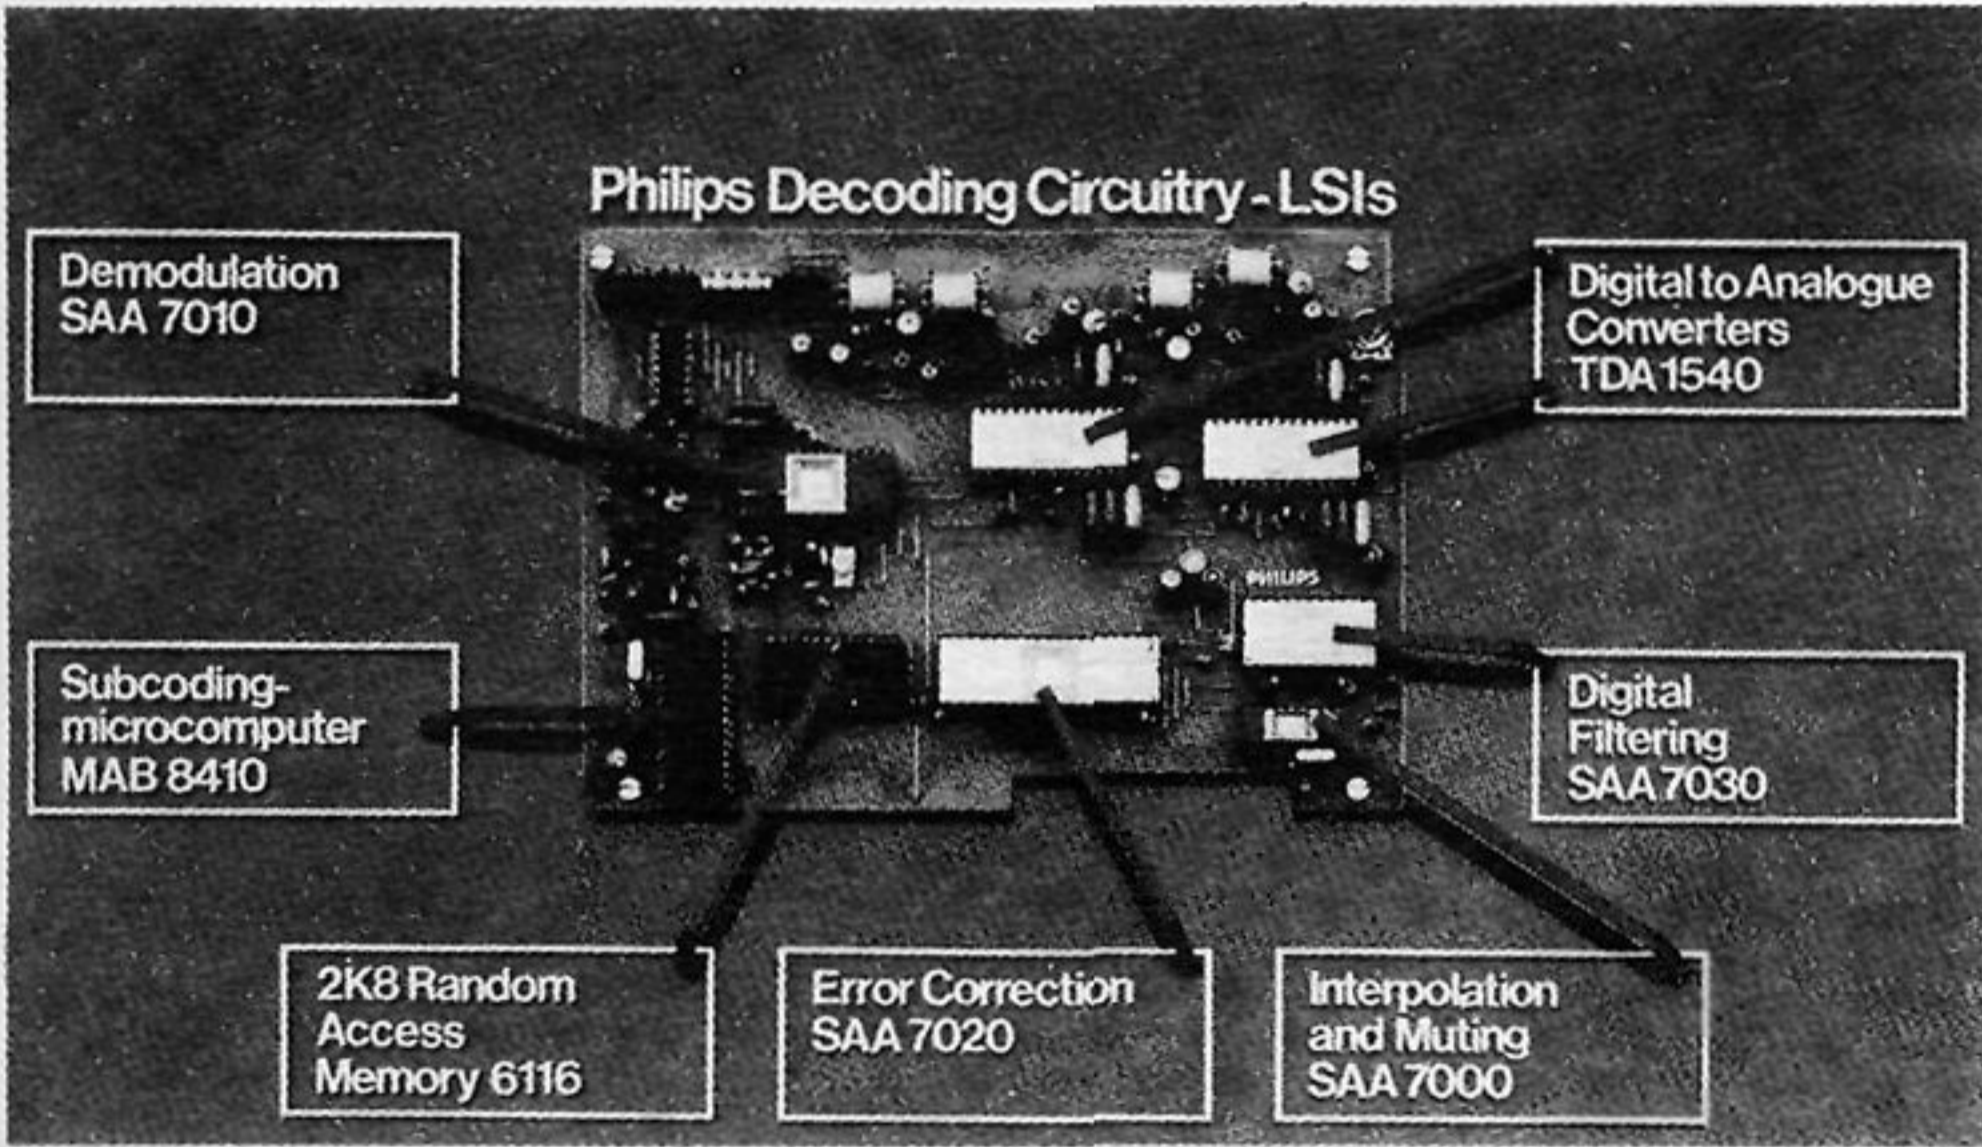 Philips Decoding Circuitry - LSIs
Demodulation
SAA 7010
Digital to Analogue
Converters
TDA 1540
PHILIPS
Subcoding-
microcomputer
MAB 8410
Digital
Filtering
SAA 7030
2K8 Random
Access
Memory 6116
Error Correction
SAA 7020
Interpolation
and Muting
SAA 7000